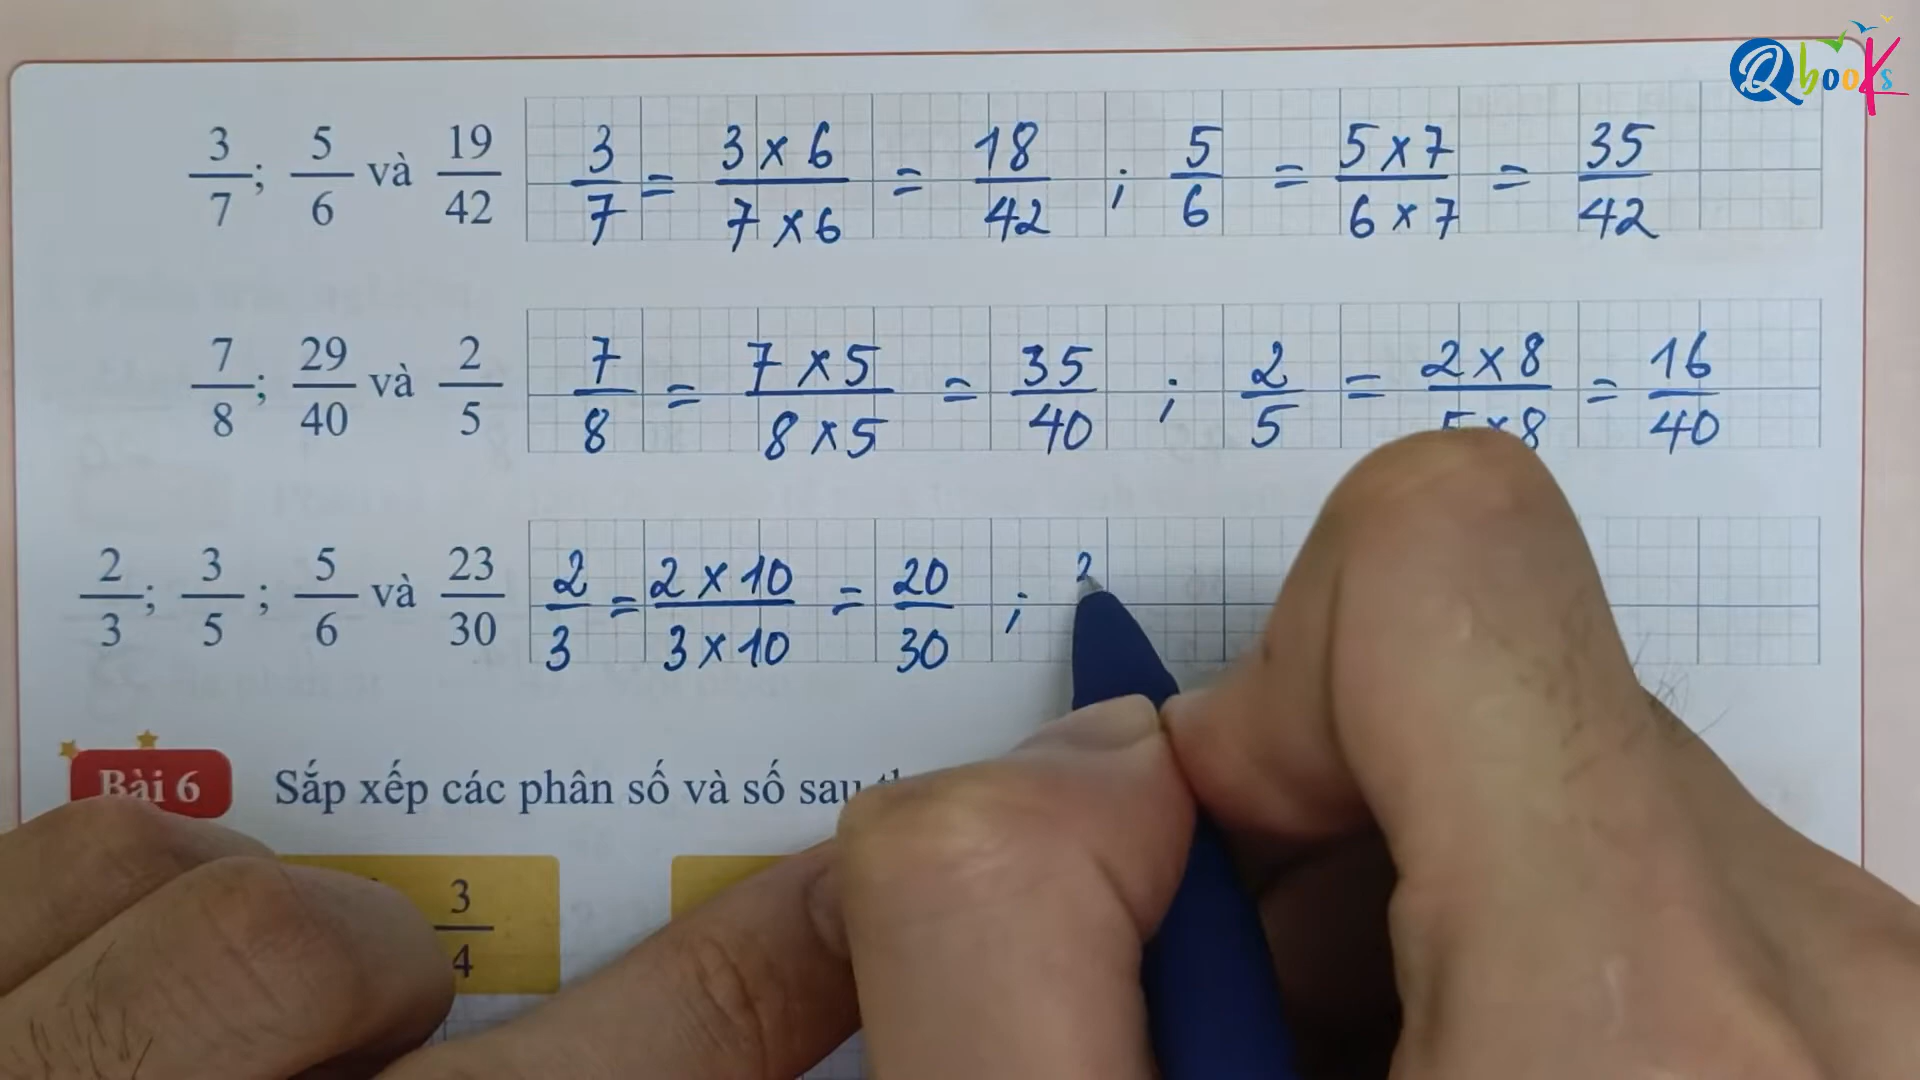 Qbooks
3/7; 5/6 và 19/42 3/7 = 3 x 6/7 x 6 = 18/42 ; 5/6 = 5 x 7/6 x 7 = 35/42
7/8; 29/40 và 2/5 7/8 = 7 x 5/8 x 5 = 35/40 ; 2/5 = 2 x 8/5 x 8 = 16/40
2/3; 3/5; 5/6 và 23/30 2/3 = 2 x 10/3 x 10 = 20/30 ;
Bài 6 Sắp xếp các phân số và số sau
3/4